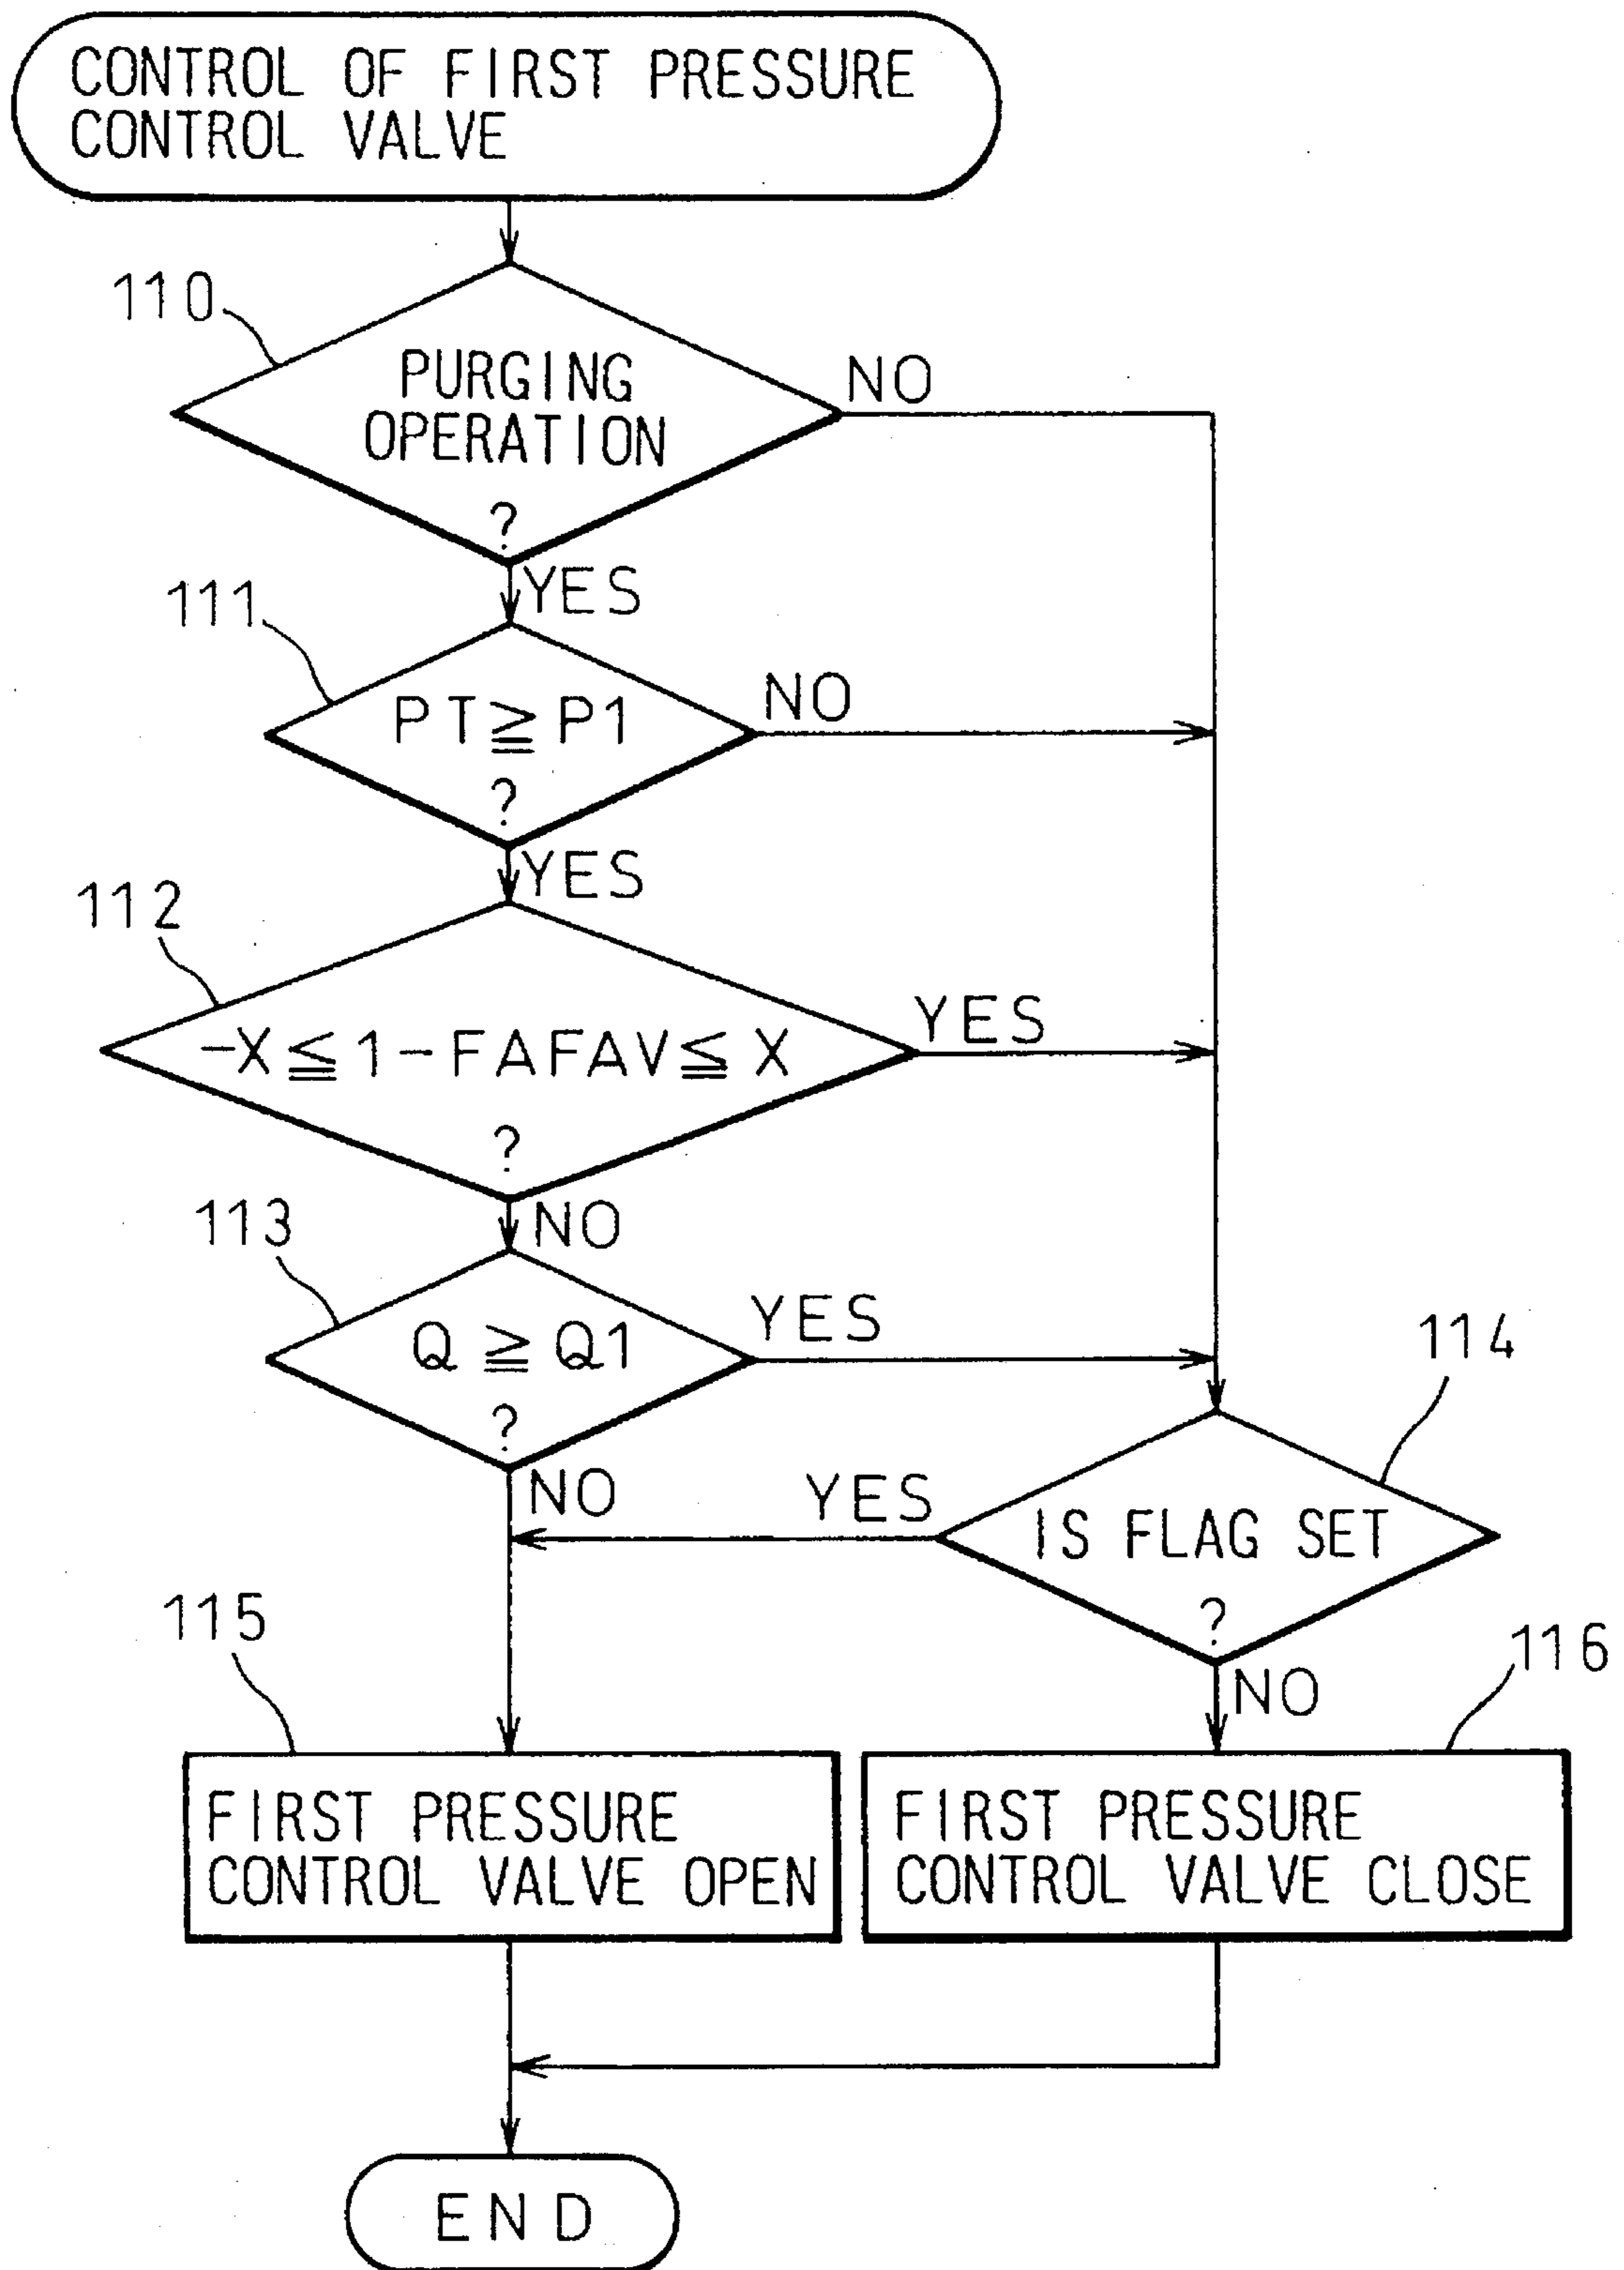 CONTROL OF FIRST PRESSURE
CONTROL VALVE
110
PURGING
OPERATION
?
NO
YES
111
PT ≧ P1
?
NO
YES
112
-X ≦ 1-FAFAV ≦ X
?
YES
NO
113
Q ≧ Q1
?
YES
NO
114
IS FLAG SET
?
YES
NO
115
FIRST PRESSURE
CONTROL VALVE OPEN
116
FIRST PRESSURE
CONTROL VALVE CLOSE
END